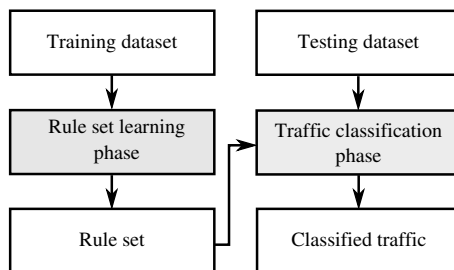 Training dataset
Testing dataset
Rule set learning
phase
Traffic classification
phase
Rule set
Classified traffic